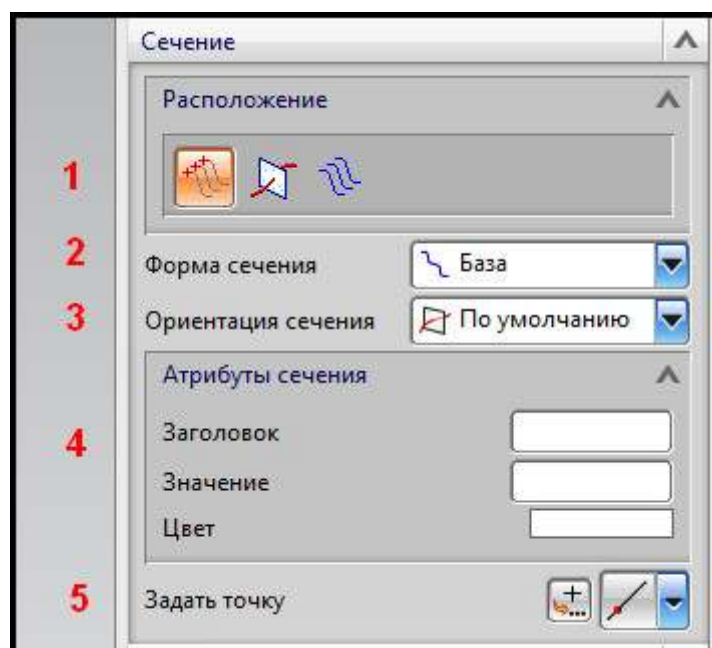 Сечение
Расположение
1
2 Форма сечения База
3 Ориентация сечения По умолчанию
Атрибуты сечения
Заголовок
4
Значение
Цвет
5 Задать точку